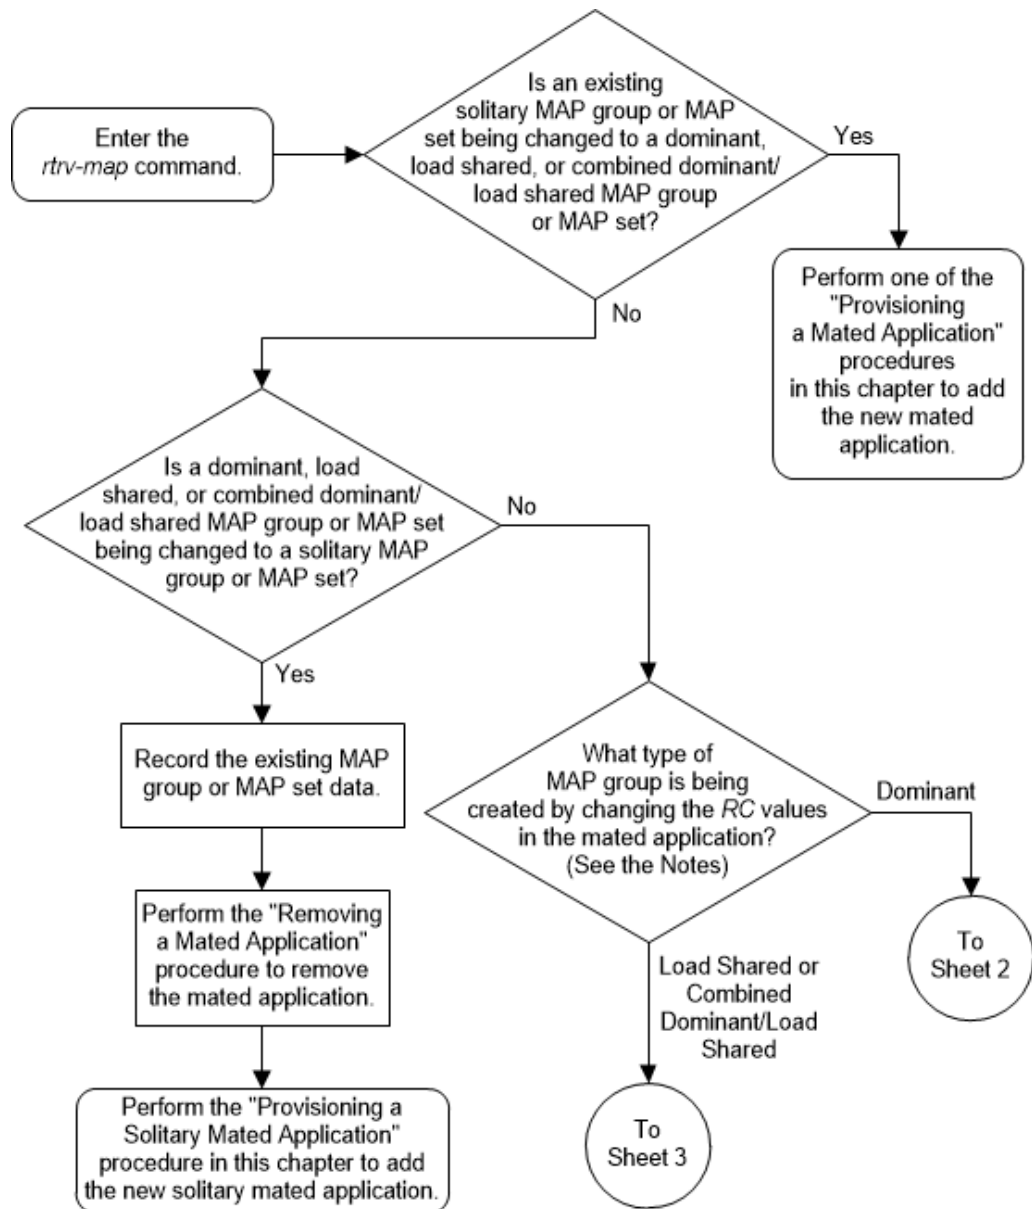 Enter the
rtrv-map command.
Is an existing
solitary MAP group or MAP
set being changed to a dominant,
load shared, or combined dominant/
load shared MAP group
or MAP set?
Yes
Perform one of the
"Provisioning
a Mated Application"
procedures
in this chapter to add
the new mated
application.
No
Is a dominant, load
shared, or combined dominant/
load shared MAP group or MAP set
being changed to a solitary MAP
group or MAP set?
No
Yes
Record the existing MAP
group or MAP set data.
Perform the "Removing
a Mated Application"
procedure to remove
the mated application.
Perform the "Provisioning a
Solitary Mated Application"
procedure in this chapter to add
the new solitary mated application.
What type of
MAP group is being
created by changing the RC values
in the mated application?
(See the Notes)
Dominant
To
Sheet 2
Load Shared or
Combined
Dominant/Load
Shared
To
Sheet 3